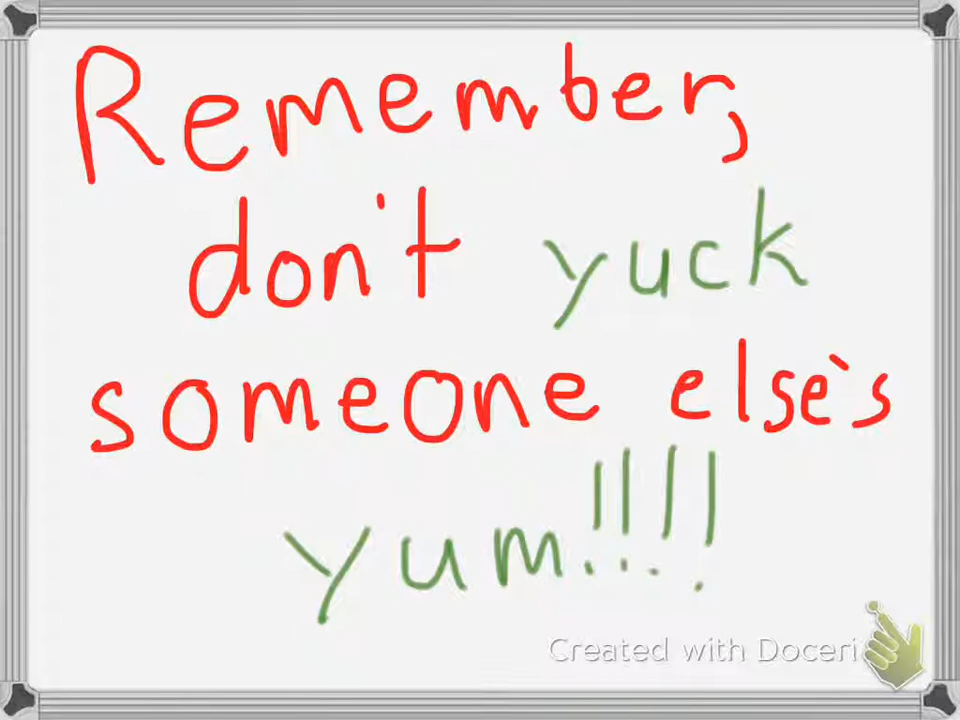 Remember,
don't yuck
someone else's
yum!!!!
Created with Doceri